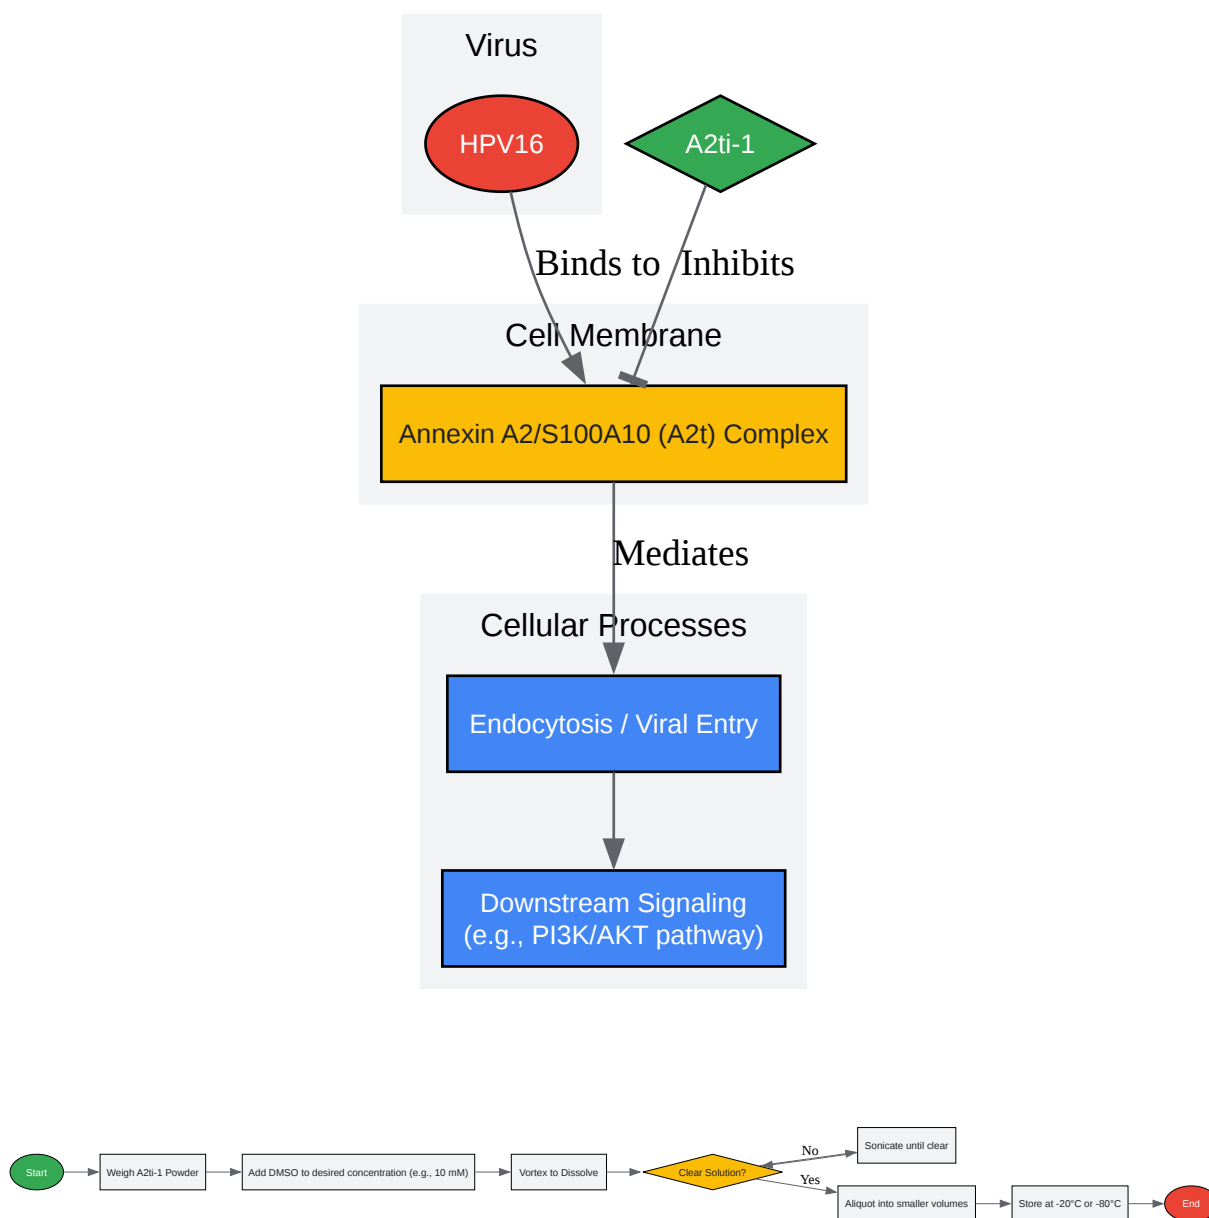 Virus
HPV16
A2ti-1
Binds to
Inhibits
Cell Membrane
Annexin A2/S100A10 (A2t) Complex
Mediates
Cellular Processes
Endocytosis / Viral Entry
Downstream Signaling
(e.g., PI3K/AKT pathway)
Start
Weigh A2ti-1 Powder
Add DMSO to desired concentration (e.g., 10 mM)
Vortex to Dissolve
Clear Solution?
No
Sonicate until clear
Yes
Aliquot into smaller volumes
Store at -20°C or -80°C
End